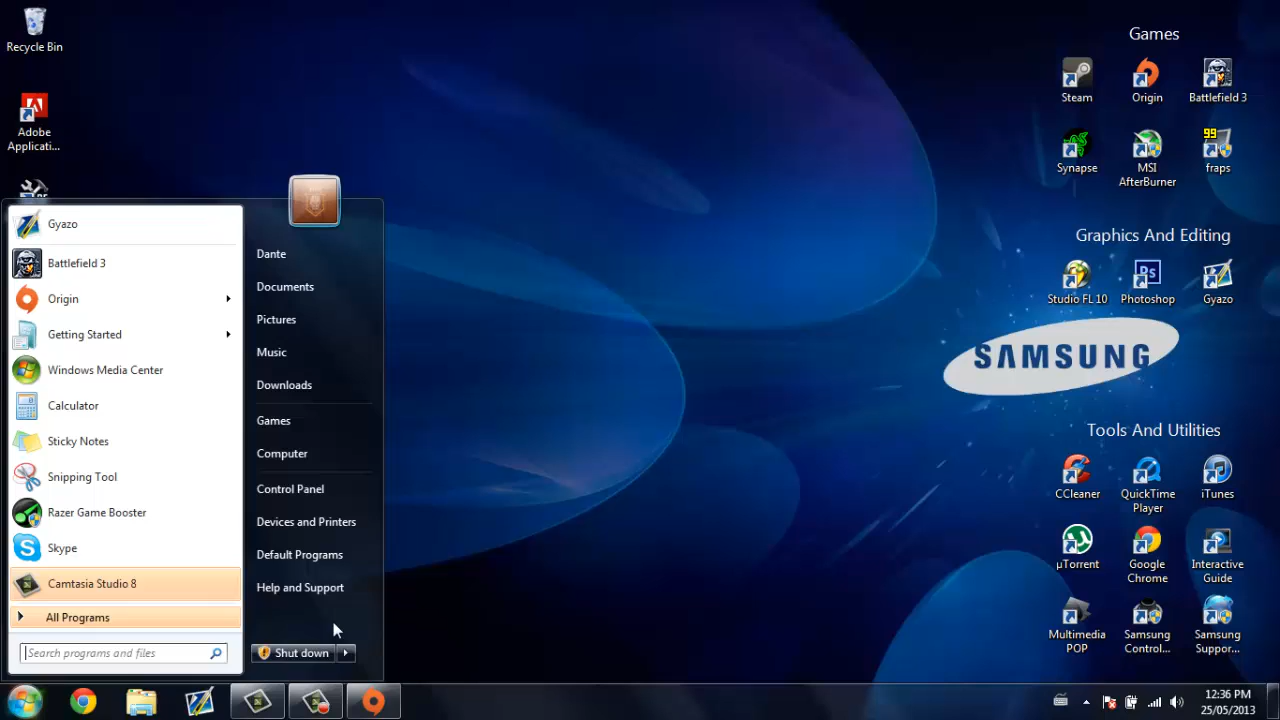 Recycle Bin
Adobe
Applicati...
Gyazo
Battlefield 3
Origin
Getting Started
Windows Media Center
Calculator
Sticky Notes
Snipping Tool
Razer Game Booster
Skype
Camtasia Studio 8
All Programs
Search programs and files
Dante
Documents
Pictures
Music
Downloads
Games
Computer
Control Panel
Devices and Printers
Default Programs
Help and Support
Shut down
Games
Steam
Origin
Battlefield 3
99
Synapse
MSI
AfterBurner
fraps
Graphics And Editing
Ps
Studio FL 10
Photoshop
Gyazo
SAMSUNG
Tools And Utilities
CCleaner
QuickTime
Player
iTunes
µTorrent
Google
Chrome
Interactive
Guide
Multimedia
POP
Samsung
Control...
Samsung
Suppor...
12:36 PM
25/05/2013